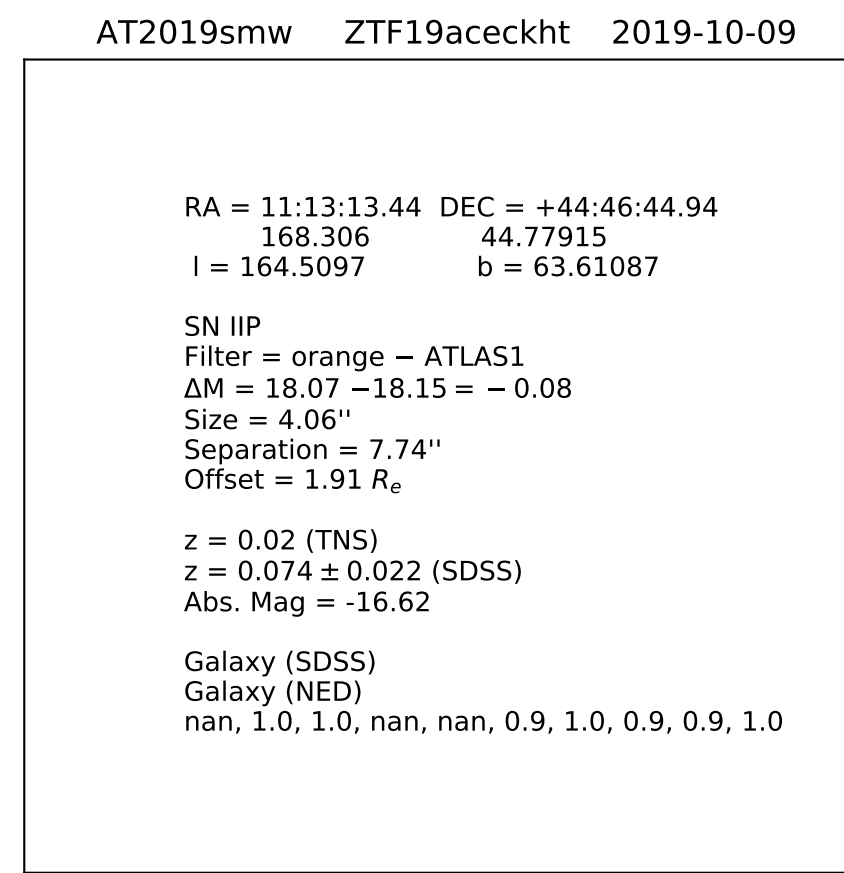 AT2019smw ZTF19aceckht 2019-10-09
RA = 11:13:13.44 DEC = +44:46:44.94
168.306 44.77915
l = 164.5097 b = 63.61087
SN IIP
Filter = orange − ATLAS1
ΔM = 18.07 −18.15 = − 0.08
Size = 4.06''
Separation = 7.74''
Offset = 1.91 Rₑ
z = 0.02 (TNS)
z = 0.074 ± 0.022 (SDSS)
Abs. Mag = -16.62
Galaxy (SDSS)
Galaxy (NED)
nan, 1.0, 1.0, nan, nan, 0.9, 1.0, 0.9, 0.9, 1.0